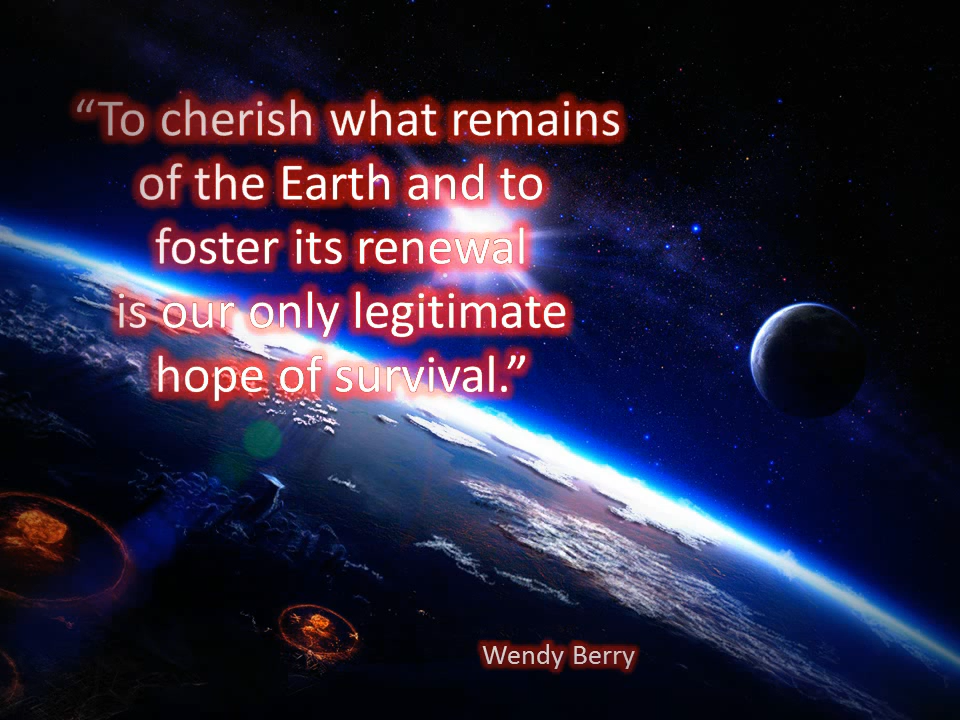 “To cherish what remains
of the Earth and to
foster its renewal
is our only legitimate
hope of survival.”
Wendy Berry